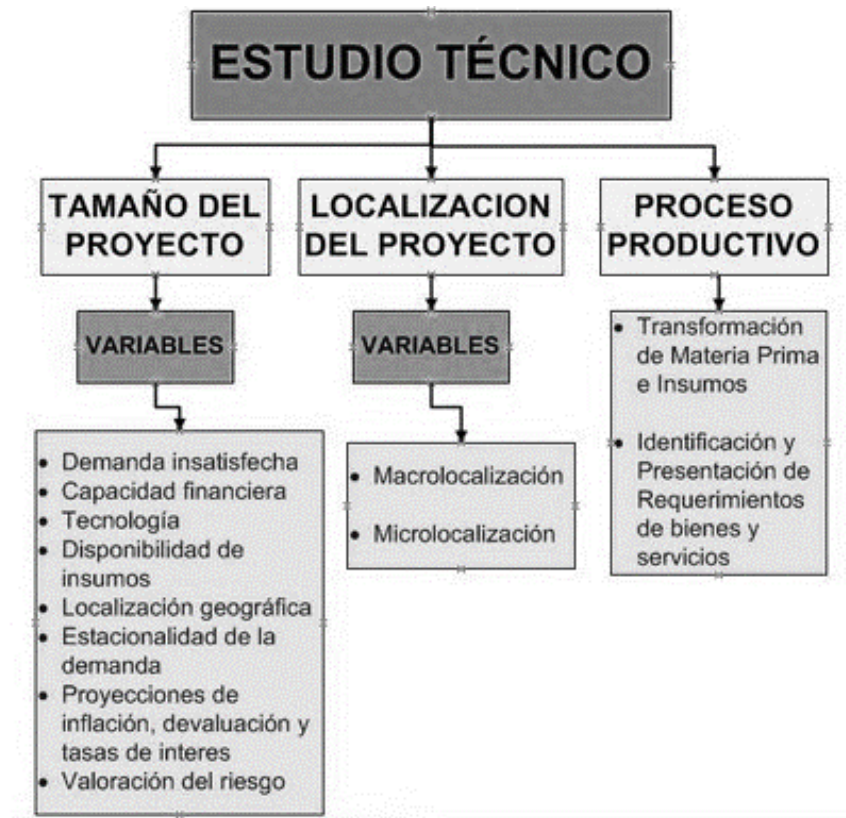 ESTUDIO TÉCNICO
TAMAÑO DEL
PROYECTO
VARIABLES
• Demanda insatisfecha
• Capacidad financiera
• Tecnología
• Disponibilidad de
insumos
• Localización geográfica
• Estacionalidad de la
demanda
• Proyecciones de
inflación, devaluación y
tasas de interes
• Valoración del riesgo
LOCALIZACION
DEL PROYECTO
VARIABLES
• Macrolocalización
• Microlocalización
PROCESO
PRODUCTIVO
• Transformación
de Materia Prima
e Insumos
• Identificación y
Presentación de
Requerimientos
de bienes y
servicios